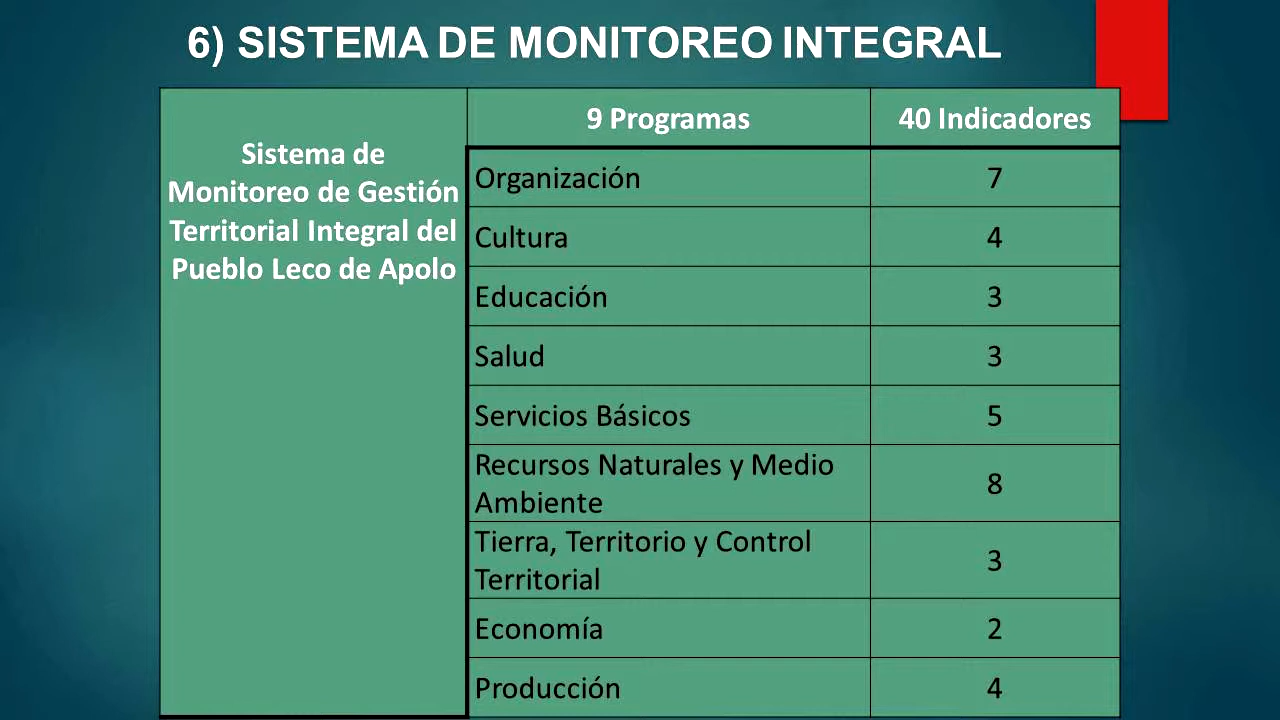 6) SISTEMA DE MONITOREO INTEGRAL
Sistema de
Monitoreo de Gestión
Territorial Integral del
Pueblo Leco de Apolo
9 Programas
40 Indicadores
Organización
7
Cultura
4
Educación
3
Salud
3
Servicios Básicos
5
Recursos Naturales y Medio
Ambiente
8
Tierra, Territorio y Control
Territorial
3
Economía
2
Producción
4